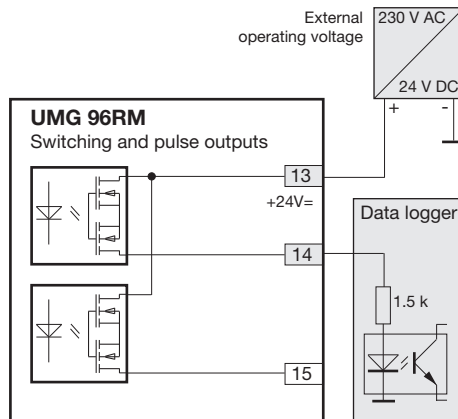 External
operating voltage
230 V AC
24 V DC
+ -
UMG 96RM
Switching and pulse outputs
13
+24V=
Data logger
14
1.5 k
15